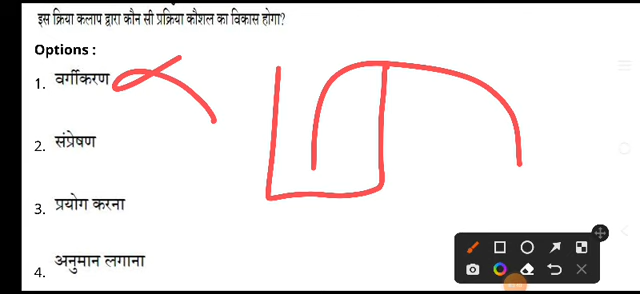 इस क्रिया कलाप द्वारा कौन सी प्रक्रिया कौशल का विकास होगा?
Options :
1. वर्गीकरण
2. संप्रेषण
3. प्रयोग करना
4. अनुमान लगाना